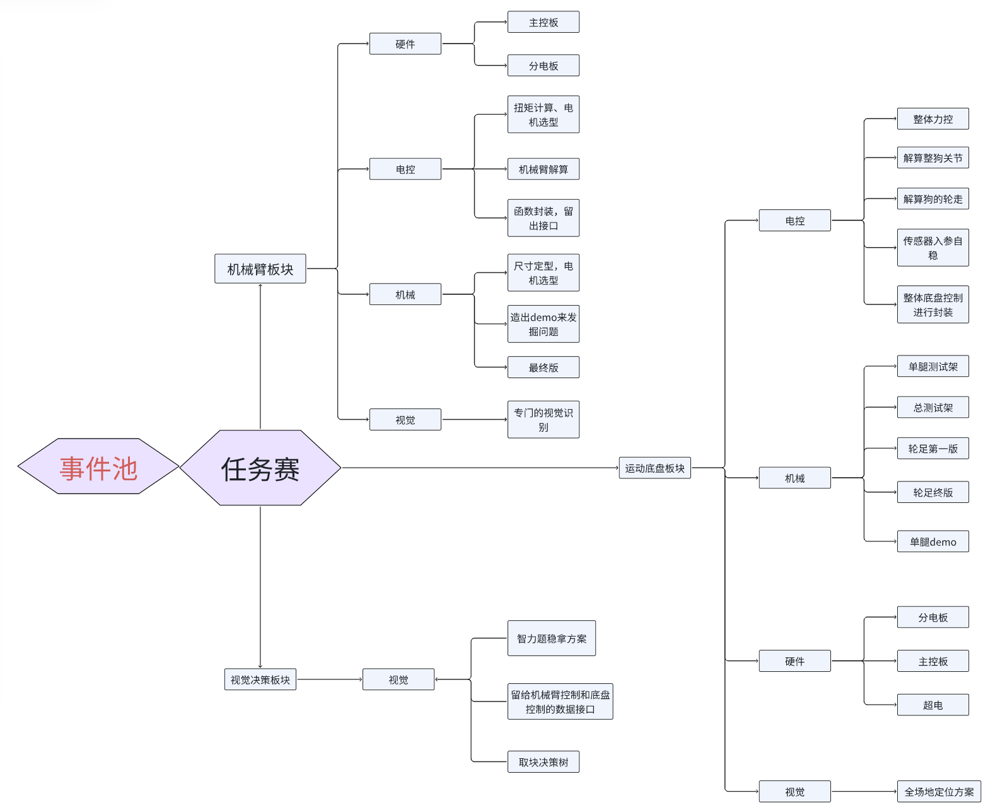 事件池
任务赛
机械臂板块
硬件
主控板
分电板
电控
扭矩计算、电
机选型
机械臂解算
函数封装，留
出接口
机械
尺寸定型，电
机选型
造出demo来发
掘问题
最终版
视觉
专门的视觉识
别
运动底盘板块
电控
整体力控
解算整狗关节
解算狗的轮走
传感器入参自
稳
整体底盘控制
进行封装
机械
单腿测试架
总测试架
轮足第一版
轮足终版
单腿demo
硬件
分电板
主控板
超电
视觉
全场地定位方案
视觉决策板块
视觉
智力题稳拿方案
留给机械臂控制和底盘
控制的数据接口
取块决策树